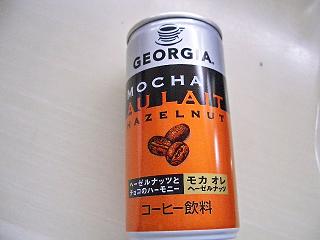 GEORGIA
MOCHA
AU LAIT
HAZELNUT
ヘーゼルナッツと
チョコのハーモニー
モカ オレ
ヘーゼルナッツ
コーヒー飲料